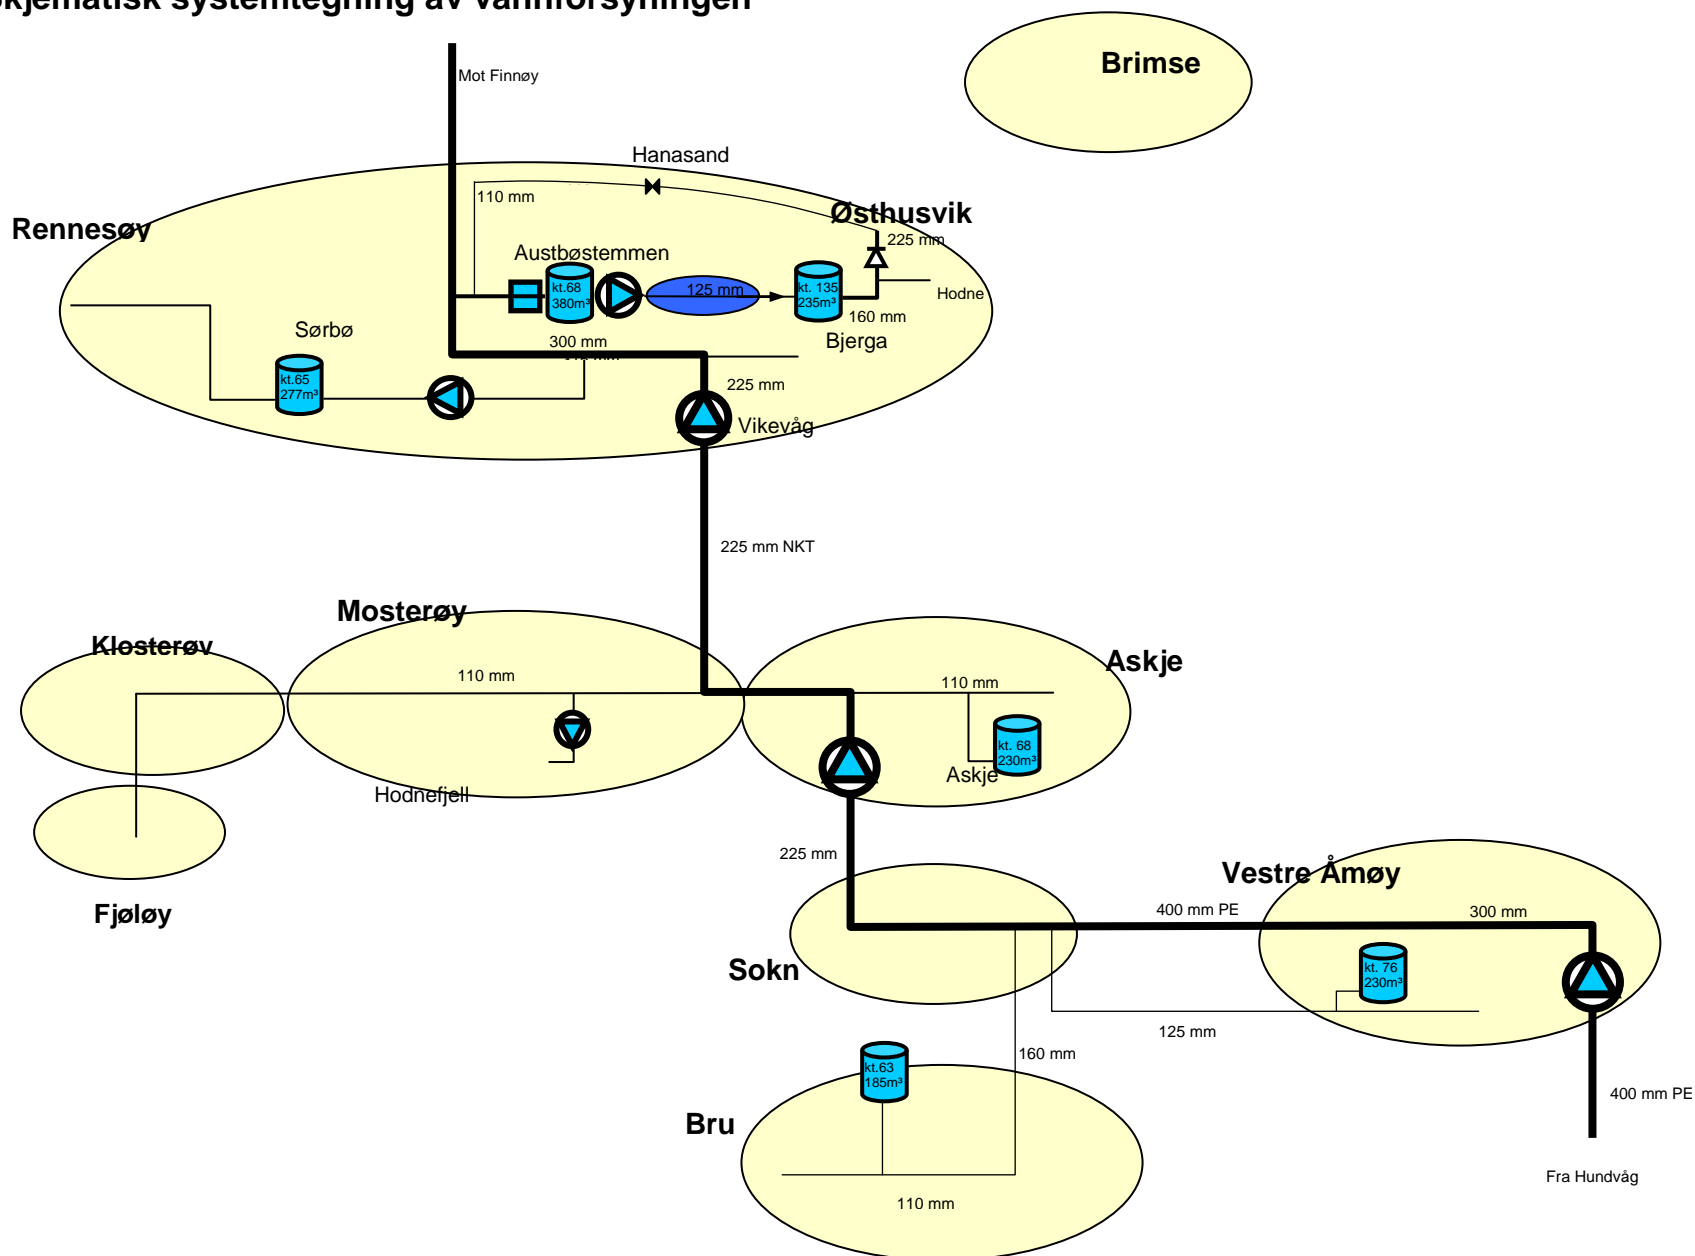 skjematisk systemtegning av vannforsyningen
Brimse
Mot Finnøy
Hanasand
110 mm
Østhusvik
Rennesøy
225 mm
Austbøstemmen
kt.68
380m³
125 mm
kt. 135
235m³
Hodne
160 mm
Sørbø
300 mm
Bjerga
kt.65
277m³
225 mm
Vikevåg
225 mm NKT
Mosterøy
Klosterøy
Askje
110 mm
110 mm
kt. 68
230m³
Askje
Hodnefjell
225 mm
Vestre Åmøy
Fjøløy
400 mm PE
300 mm
Sokn
kt. 76
230m³
125 mm
160 mm
kt.63
185m³
400 mm PE
Bru
Fra Hundvåg
110 mm